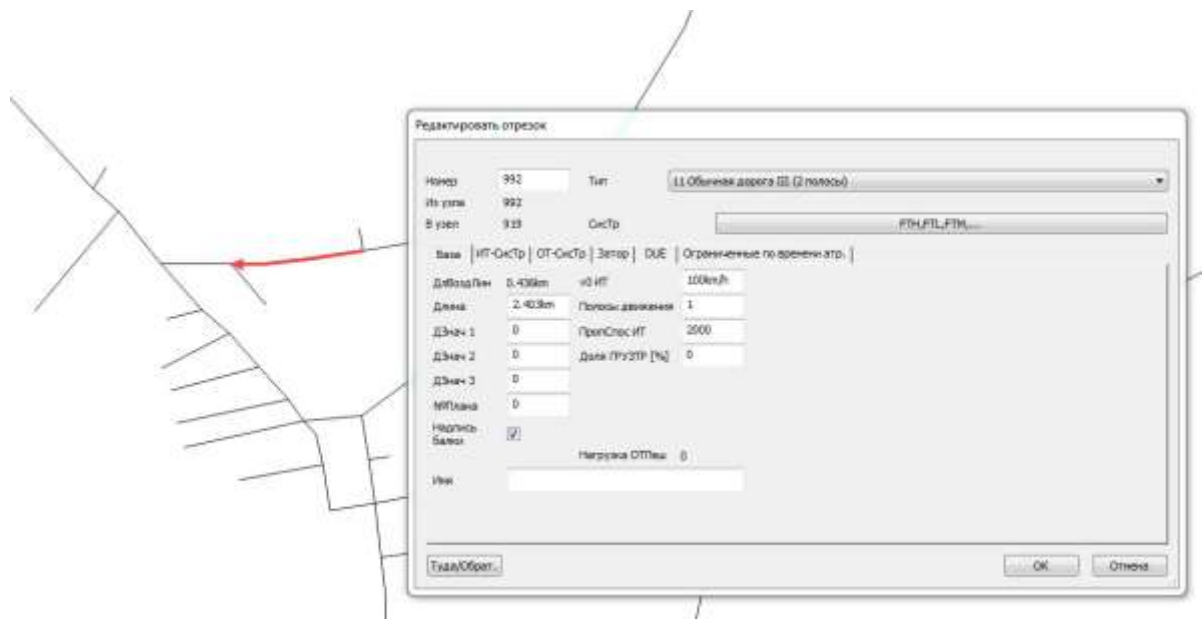 Редактировать отрезок
Номер 992 Тип 11 Обычная дорога III (2 полосы)
Из узла 992
В узел 919 СисТр FTH,FTL,FTM,...
База ИТ-СисТр ОТ-СисТр Затор DUE Ограниченные по времени атр.
ДлВоздЛин 0.436km v0 ИТ 100km/h
Длина 2.403km Полосы движения 1
ДЗнач 1 0 ПропСпос ИТ 2000
ДЗнач 2 0 Доля ГРУЗТР [%] 0
ДЗнач 3 0
№Плана 0
Надпись
балки
Нагрузка ОТПеш 0
Имя
Туда/Обрат.. OK Отмена